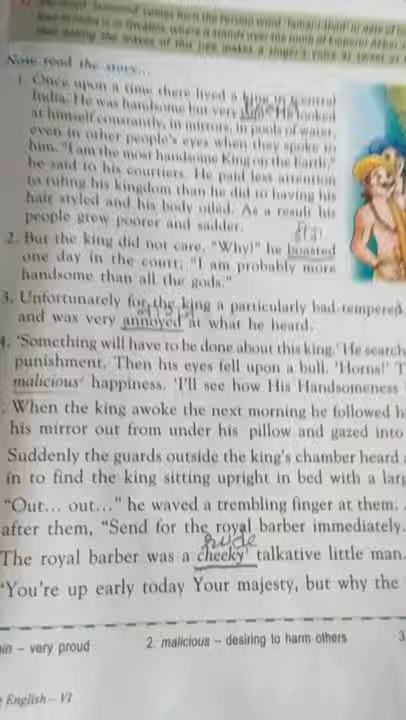 Now read the story...
1. Once upon a time there lived a king in central
India. He was handsome but very He looked
at himself constantly, in mirrors, in pools of water,
even in other people's eyes when they spoke to
him. "I am the most handsome King on the Earth,"
he said to his courtiers. He paid less attention
to ruling his kingdom than he did to having his
hair styled and his body oiled. As a result his
people grew poorer and sadder.
2. But the king did not care. "Why!" he boasted
one day in the court, "I am probably more
handsome than all the gods."
3. Unfortunately for the king a particularly bad-tempered
and was very annoyed at what he heard.
4. 'Something will have to be done about this king.' He search
punishment. Then his eyes fell upon a bull. 'Horns!' T
malicious² happiness. 'I'll see how His Handsomeness
. When the king awoke the next morning he followed h
his mirror out from under his pillow and gazed into
Suddenly the guards outside the king's chamber heard
in to find the king sitting upright in bed with a larg
"Out... out..." he waved a trembling finger at them.
after them, "Send for the royal barber immediately.
rude
The royal barber was a cheeky talkative little man.
'You're up early today Your majesty, but why the
in – very proud 2. malicious – desiring to harm others 3
English – VI